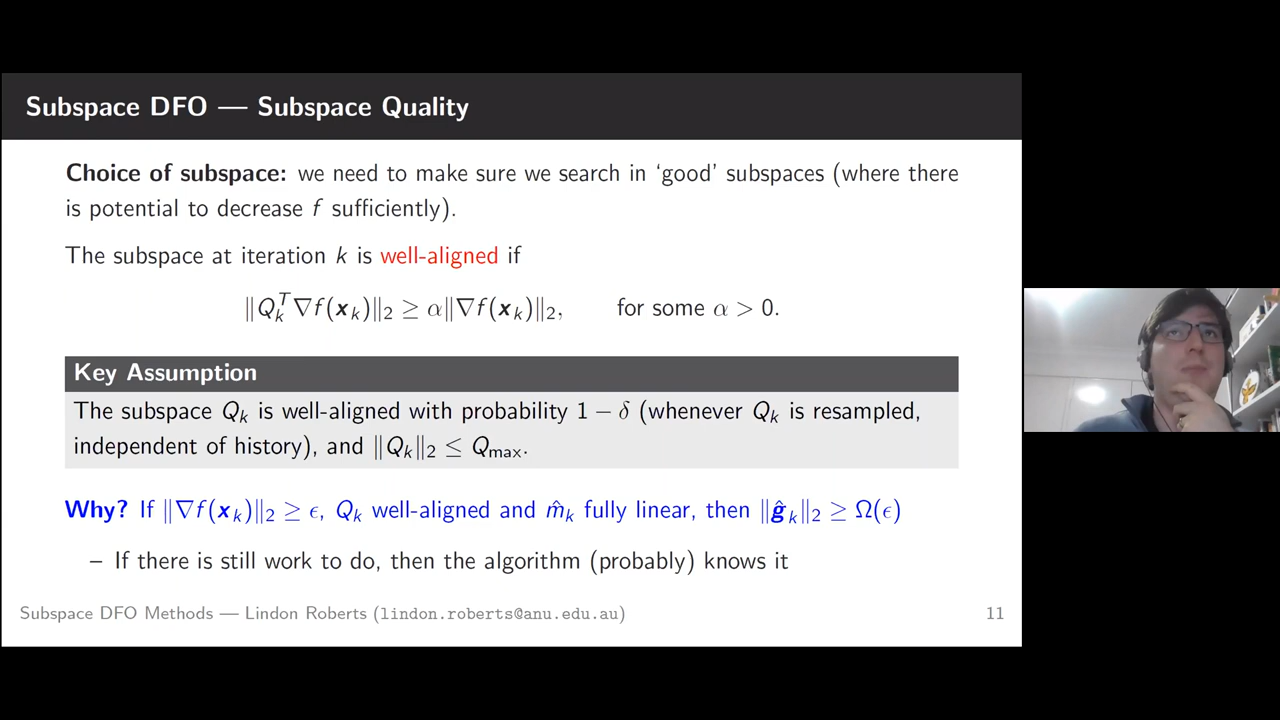 Subspace DFO — Subspace Quality
Choice of subspace: we need to make sure we search in ‘good’ subspaces (where there
is potential to decrease f sufficiently).
The subspace at iteration k is well-aligned if
‖Q_k^T ∇f(x_k)‖₂ ≥ α‖∇f(x_k)‖₂, for some α > 0.
Key Assumption
The subspace Q_k is well-aligned with probability 1 − δ (whenever Q_k is resampled,
independent of history), and ‖Q_k‖₂ ≤ Q_max.
Why? If ‖∇f(x_k)‖₂ ≥ ϵ, Q_k well-aligned and m̂_k fully linear, then ‖ĝ_k‖₂ ≥ Ω(ϵ)
– If there is still work to do, then the algorithm (probably) knows it
Subspace DFO Methods — Lindon Roberts (lindon.roberts@anu.edu.au) 11